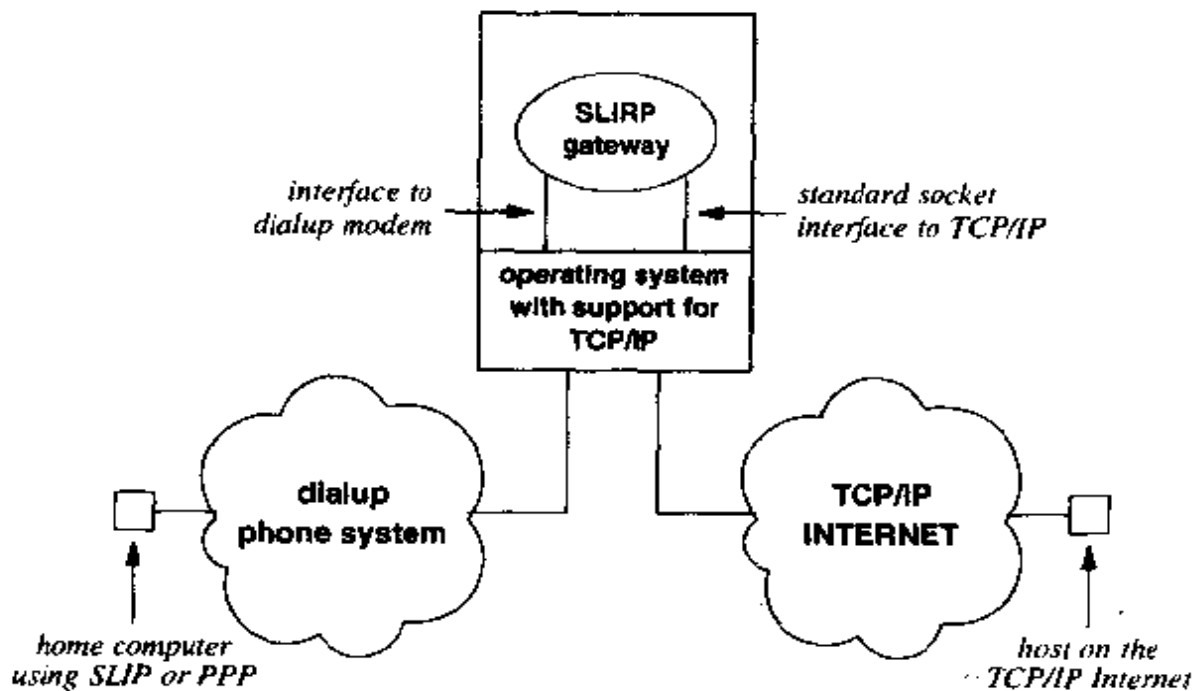 SLIRP
gateway
interface to
dialup modem
standard socket
interface to TCP/IP
operating system
with support for
TCP/IP
dialup
phone system
TCP/IP
INTERNET
home computer
using SLIP or PPP
host on the
TCP/IP Internet